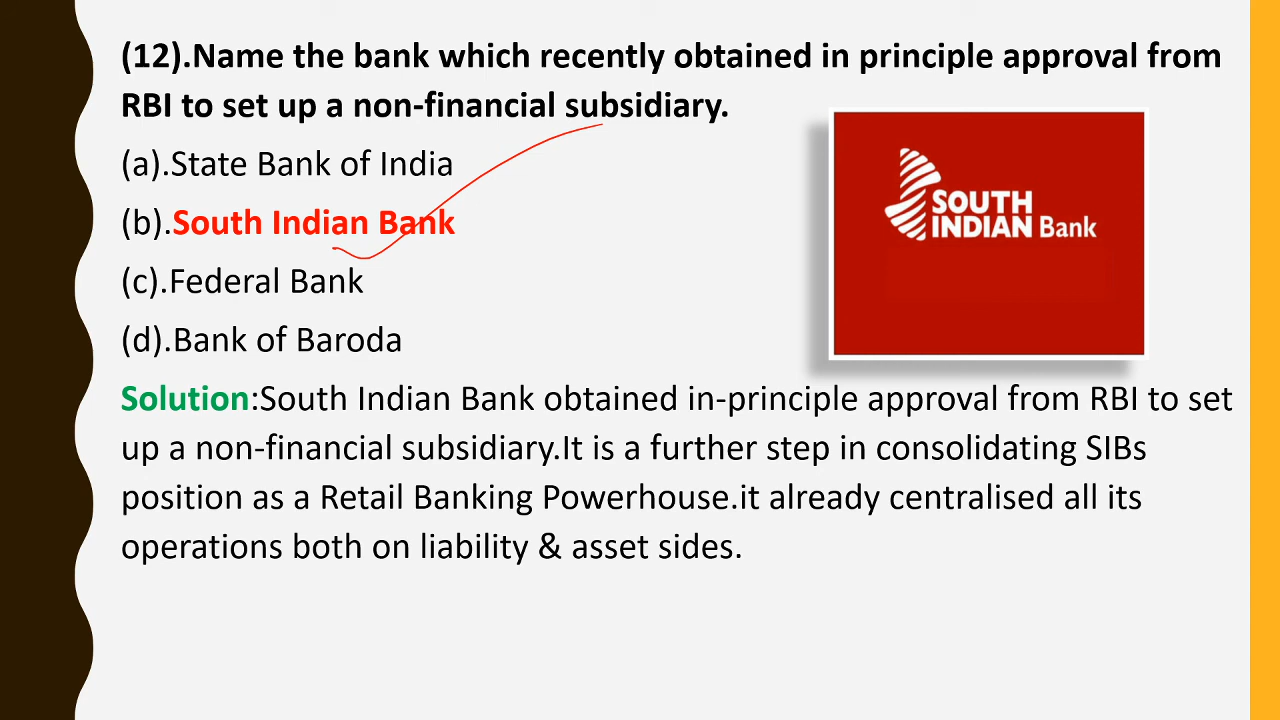 (12).Name the bank which recently obtained in principle approval from
RBI to set up a non-financial subsidiary.
(a).State Bank of India
(b).South Indian Bank
(c).Federal Bank
(d).Bank of Baroda
SOUTH
INDIAN Bank
Solution:South Indian Bank obtained in-principle approval from RBI to set
up a non-financial subsidiary.It is a further step in consolidating SIBs
position as a Retail Banking Powerhouse.it already centralised all its
operations both on liability & asset sides.